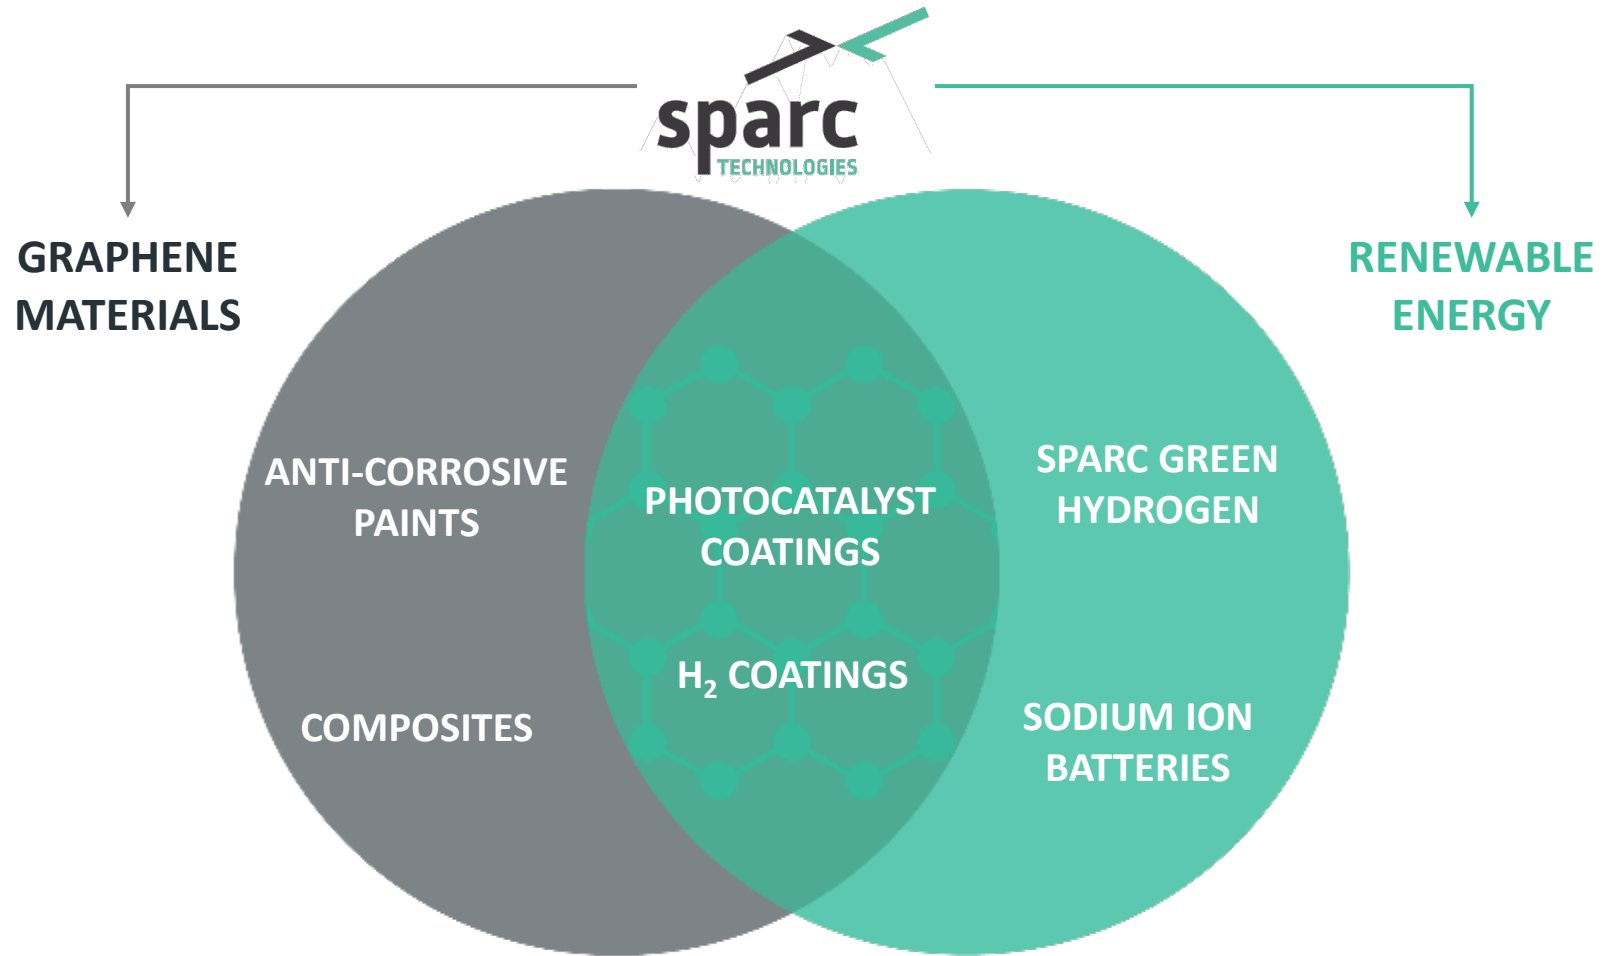 sparc
TECHNOLOGIES
GRAPHENE
MATERIALS
RENEWABLE
ENERGY
ANTI-CORROSIVE
PAINTS
COMPOSITES
PHOTOCATALYST
COATINGS
H₂ COATINGS
SPARC GREEN
HYDROGEN
SODIUM ION
BATTERIES